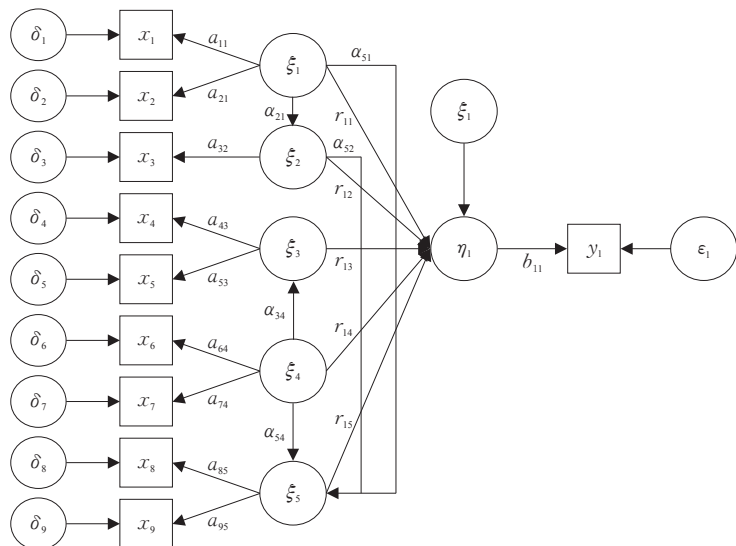 δ₁ x₁ a₁₁ ξ₁ α₅₁
δ₂ x₂ a₂₁ α₂₁ r₁₁ ξ₁
δ₃ x₃ a₃₂ ξ₂ α₅₂ r₁₂
δ₄ x₄ a₄₃ ξ₃ r₁₃ η₁ b₁₁ y₁ ε₁
δ₅ x₅ a₅₃
δ₆ x₆ a₆₄ α₃₄ r₁₄
δ₇ x₇ a₇₄ ξ₄
δ₈ x₈ a₈₅ α₅₄ r₁₅
δ₉ x₉ a₉₅ ξ₅